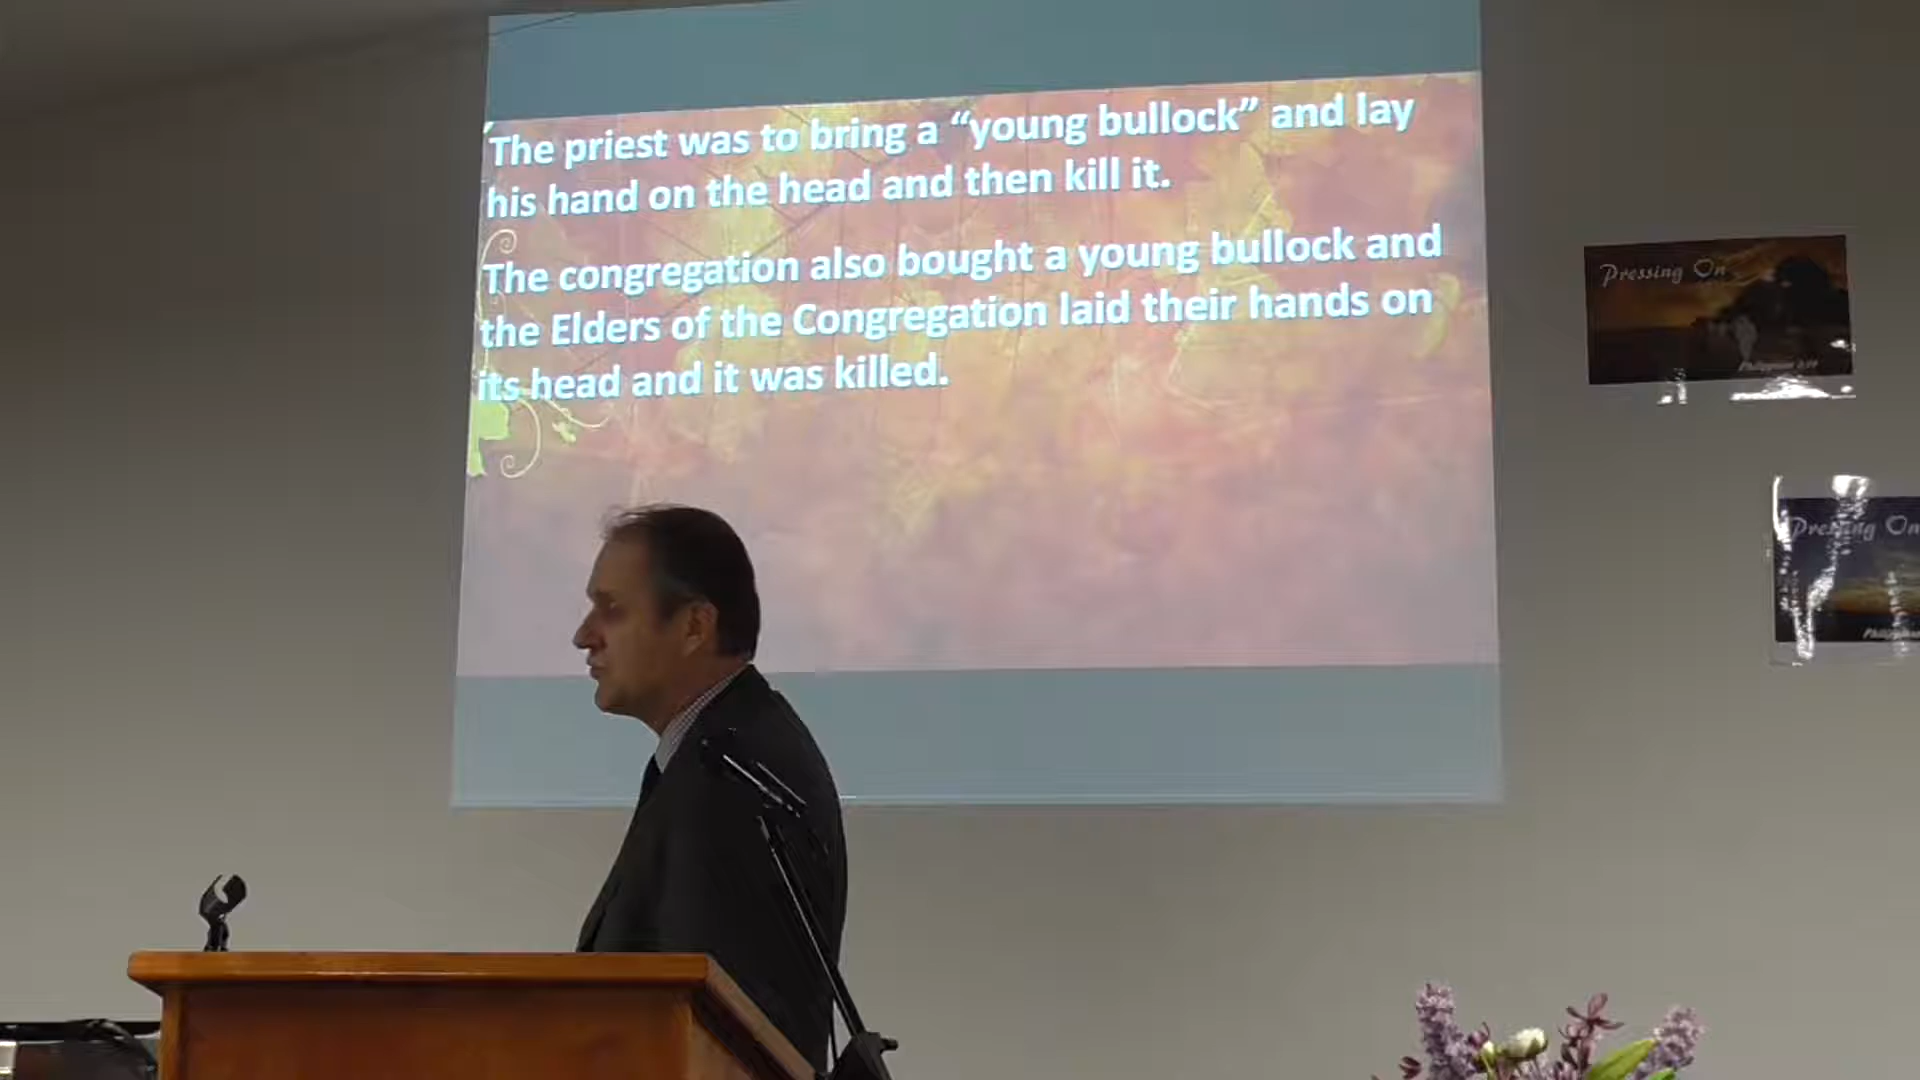 The priest was to bring a “young bullock” and lay
his hand on the head and then kill it.
The congregation also bought a young bullock and
the Elders of the Congregation laid their hands on
its head and it was killed.
Pressing On
Pressing On